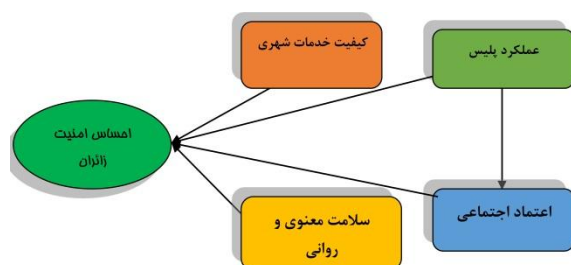 کیفیت خدمات شهری
عملکرد پلیس
احساس امنیت
زائران
سلامت معنوی و
روانی
اعتماد اجتماعی